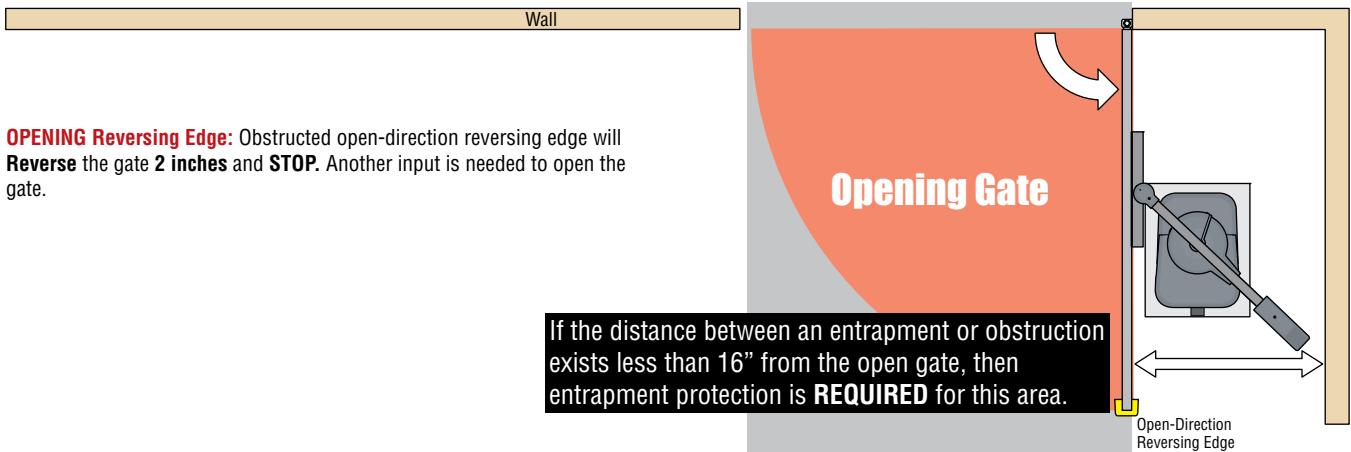 Wall
OPENING Reversing Edge: Obstructed open-direction reversing edge will
Reverse the gate 2 inches and STOP. Another input is needed to open the
gate.
Opening Gate
If the distance between an entrapment or obstruction
exists less than 16” from the open gate, then
entrapment protection is REQUIRED for this area.
Open-Direction
Reversing Edge